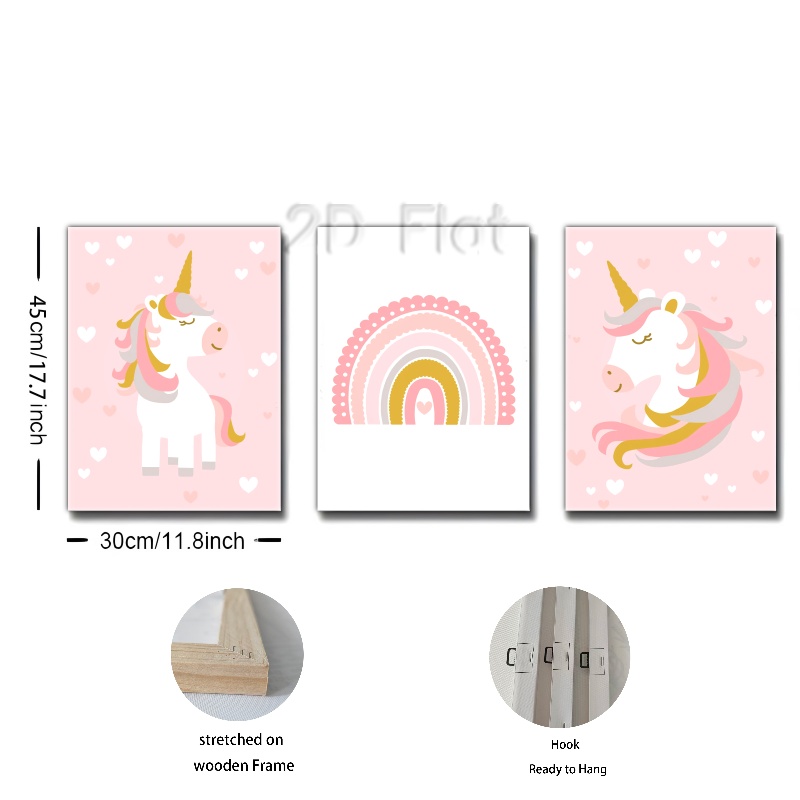 2D Flat
45cm/17.7inch
30cm/11.8inch
stretched on
wooden Frame
Hook
Ready to Hang